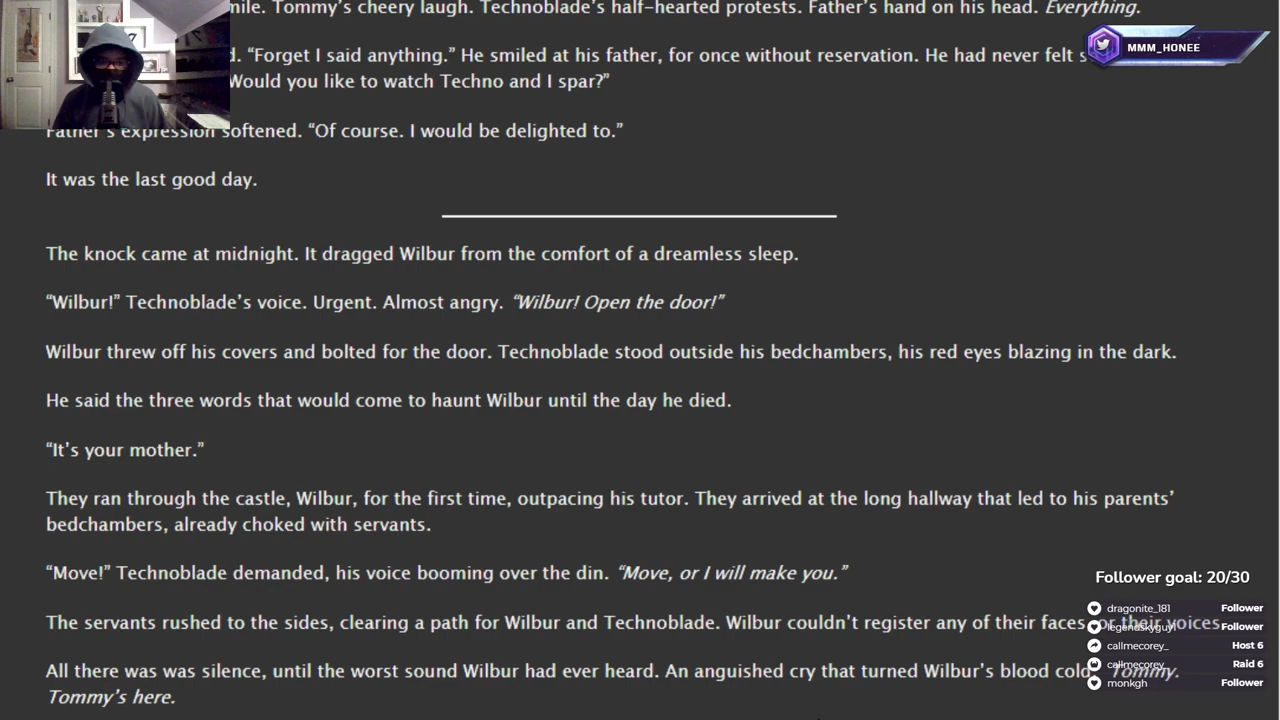 mile. Tommy’s cheery laugh. Technoblade’s half-hearted protests. Father’s hand on his head. Everything.
MMM_HONEE
d. “Forget I said anything.” He smiled at his father, for once without reservation. He had never felt
Would you like to watch Techno and I spar?”
Father’s expression softened. “Of course. I would be delighted to.”
It was the last good day.
The knock came at midnight. It dragged Wilbur from the comfort of a dreamless sleep.
“Wilbur!” Technoblade’s voice. Urgent. Almost angry. “Wilbur! Open the door!”
Wilbur threw off his covers and bolted for the door. Technoblade stood outside his bedchambers, his red eyes blazing in the dark.
He said the three words that would come to haunt Wilbur until the day he died.
“It’s your mother.”
They ran through the castle, Wilbur, for the first time, outpacing his tutor. They arrived at the long hallway that led to his parents’
bedchambers, already choked with servants.
“Move!” Technoblade demanded, his voice booming over the din. “Move, or I will make you.”
The servants rushed to the sides, clearing a path for Wilbur and Technoblade. Wilbur couldn’t register any of their faces, or their voices.
All there was was silence, until the worst sound Wilbur had ever heard. An anguished cry that turned Wilbur’s blood cold. Tommy.
Tommy’s here.
Follower goal: 20/30
dragonite_181 Follower
legendskyguy1 Follower
callmecorey_ Host 6
callmecorey_ Raid 6
monkgh Follower